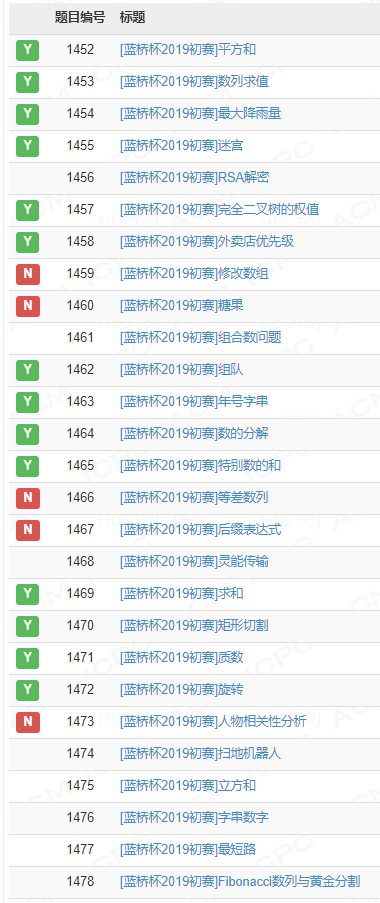 题目编号 标题
Y 1452 [蓝桥杯2019初赛]平方和
Y 1453 [蓝桥杯2019初赛]数列求值
Y 1454 [蓝桥杯2019初赛]最大降雨量
Y 1455 [蓝桥杯2019初赛]迷宫
1456 [蓝桥杯2019初赛]RSA解密
Y 1457 [蓝桥杯2019初赛]完全二叉树的权值
Y 1458 [蓝桥杯2019初赛]外卖店优先级
N 1459 [蓝桥杯2019初赛]修改数组
N 1460 [蓝桥杯2019初赛]糖果
1461 [蓝桥杯2019初赛]组合数问题
Y 1462 [蓝桥杯2019初赛]组队
Y 1463 [蓝桥杯2019初赛]年号字串
Y 1464 [蓝桥杯2019初赛]数的分解
Y 1465 [蓝桥杯2019初赛]特别数的和
N 1466 [蓝桥杯2019初赛]等差数列
N 1467 [蓝桥杯2019初赛]后缀表达式
1468 [蓝桥杯2019初赛]灵能传输
Y 1469 [蓝桥杯2019初赛]求和
Y 1470 [蓝桥杯2019初赛]矩形切割
Y 1471 [蓝桥杯2019初赛]质数
Y 1472 [蓝桥杯2019初赛]旋转
N 1473 [蓝桥杯2019初赛]人物相关性分析
1474 [蓝桥杯2019初赛]扫地机器人
1475 [蓝桥杯2019初赛]立方和
1476 [蓝桥杯2019初赛]字串数字
1477 [蓝桥杯2019初赛]最短路
1478 [蓝桥杯2019初赛]Fibonacci数列与黄金分割